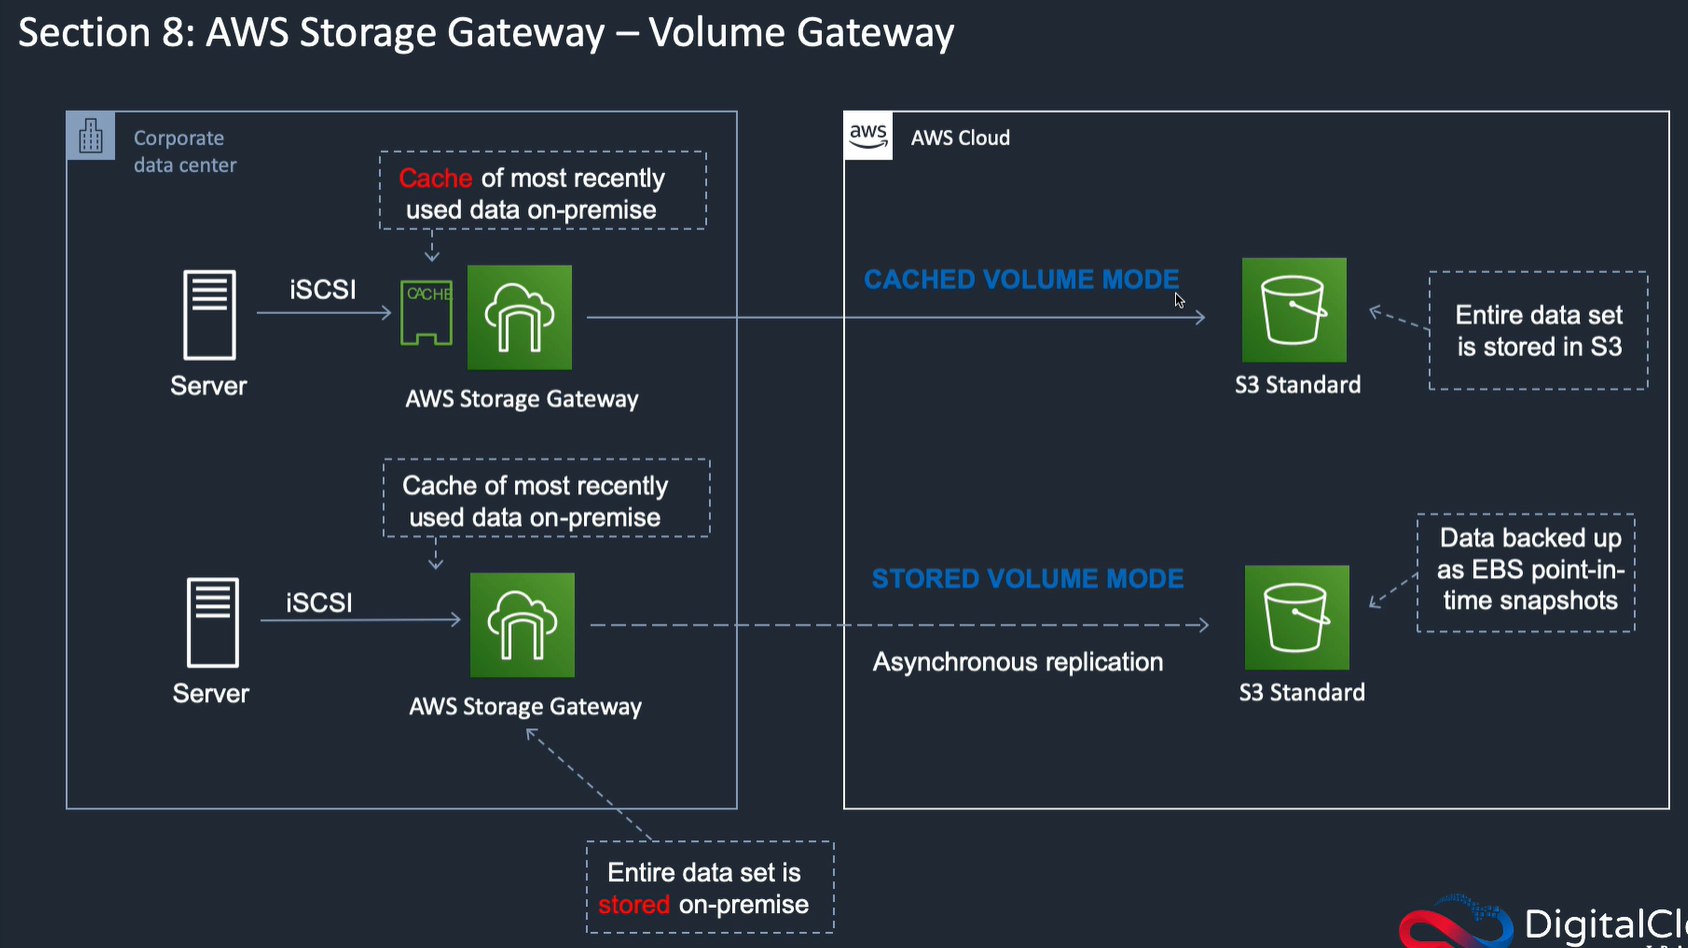 Section 8: AWS Storage Gateway – Volume Gateway
Corporate
data center
Cache of most recently
used data on-premise
iSCSI
CACHE
Server
AWS Storage Gateway
Cache of most recently
used data on-premise
iSCSI
Server
AWS Storage Gateway
Entire data set is
stored on-premise
aws
AWS Cloud
CACHED VOLUME MODE
S3 Standard
Entire data set
is stored in S3
STORED VOLUME MODE
Asynchronous replication
S3 Standard
Data backed up
as EBS point-in-
time snapshots